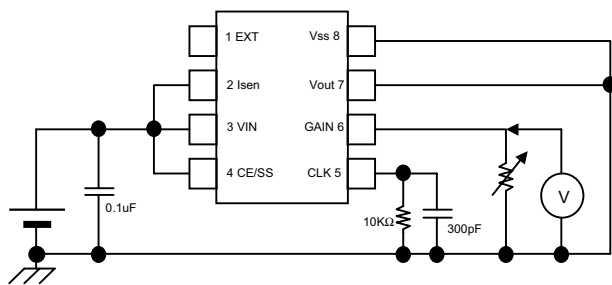 1 EXT
Vss 8
2 Isen
Vout 7
3 VIN
GAIN 6
4 CE/SS
CLK 5
0.1uF
10KΩ
300pF
V